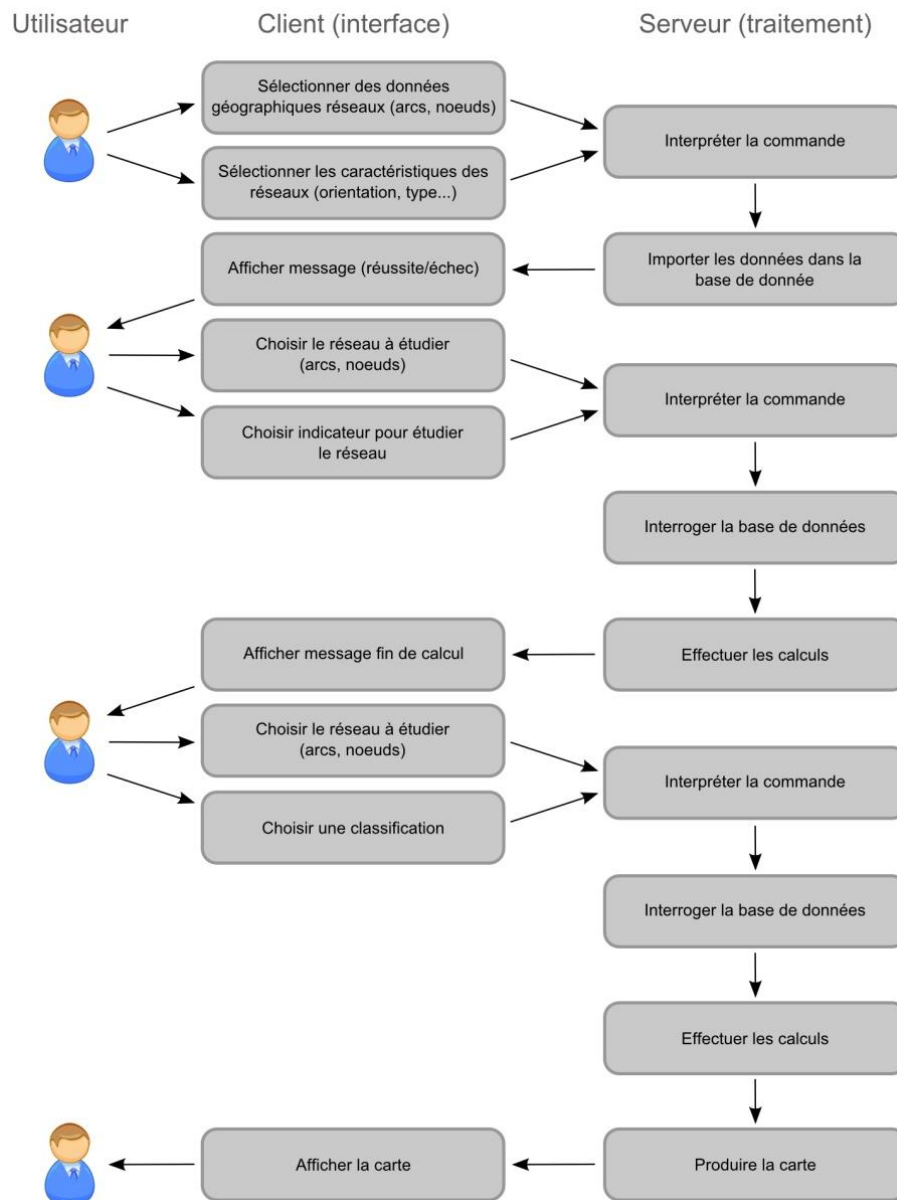 Utilisateur
Client (interface)
Serveur (traitement)
Sélectionner des données
géographiques réseaux (arcs, noeuds)
Interpréter la commande
Sélectionner les caractéristiques des
réseaux (orientation, type...)
Afficher message (réussite/échec)
Importer les données dans la
base de donnée
Choisir le réseau à étudier
(arcs, noeuds)
Interpréter la commande
Choisir indicateur pour étudier
le réseau
Interroger la base de données
Afficher message fin de calcul
Effectuer les calculs
Choisir le réseau à étudier
(arcs, noeuds)
Interpréter la commande
Choisir une classification
Interroger la base de données
Effectuer les calculs
Afficher la carte
Produire la carte